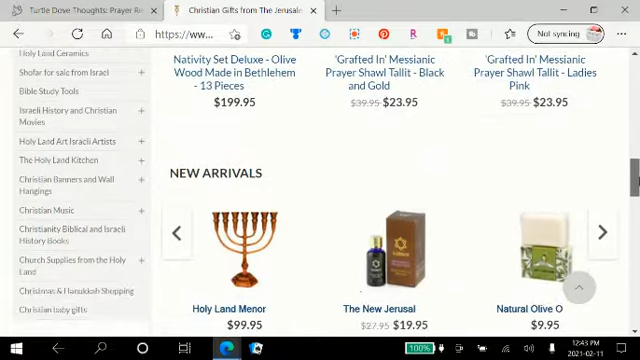 Turtle Dove Thoughts: Prayer Re
Christian Gifts from The Jerusale
https://www...
Not syncing
Holy Land Ceramics
Shofar for sale from Israel
Bible Study Tools
Israeli History and Christian
Movies
Holy Land Art Israeli Artists
The Holy Land Kitchen
Christian Banners and Wall
Hangings
Christian Music
Christianity Biblical and Israeli
History Books
Church Supplies from the Holy
Land
Christmas & Hanukkah Shopping
Christian baby gifts
Nativity Set Deluxe - Olive
Wood Made in Bethlehem
- 13 Pieces
$199.95
'Grafted In' Messianic
Prayer Shawl Tallit - Black
and Gold
$39.95 $23.95
'Grafted In' Messianic
Prayer Shawl Tallit - Ladies
Pink
$39.95 $23.95
NEW ARRIVALS
Holy Land Menor
$99.95
The New Jerusal
$27.95 $19.95
Natural Olive O
$9.95
100%
12:43 PM
2021-02-11